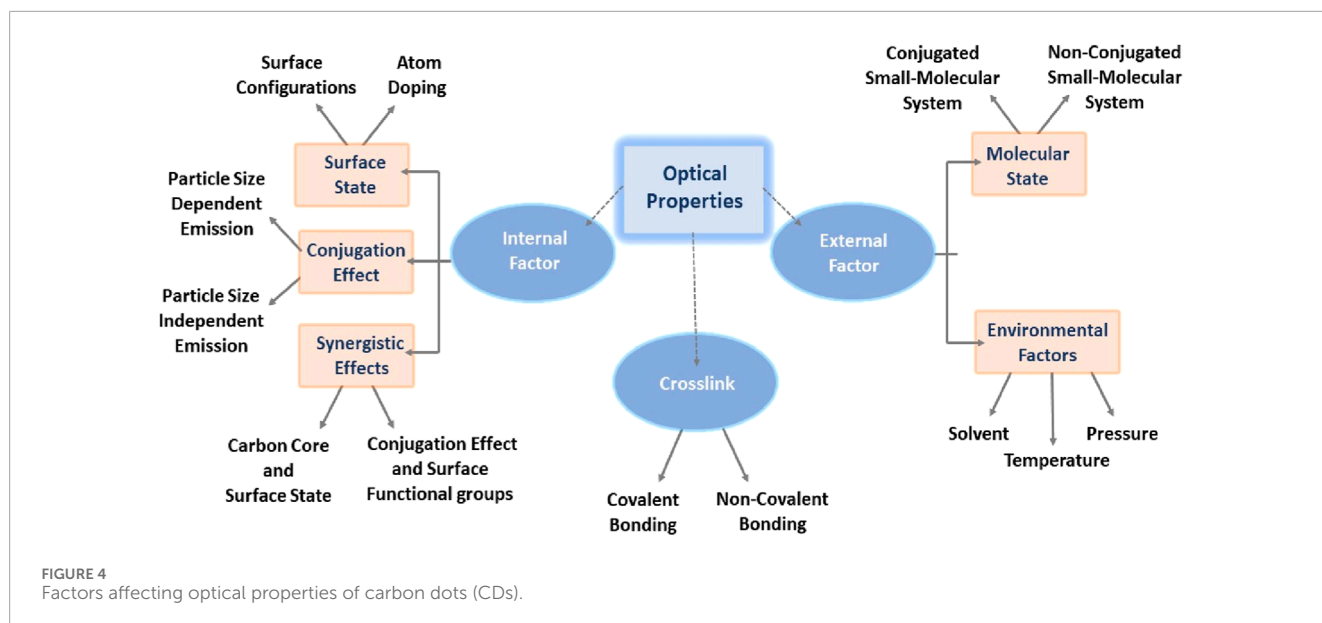 Surface
Configurations
Atom
Doping
Conjugated
Small-Molecular
System
Non-Conjugated
Small-Molecular
System
Surface
State
Optical
Properties
Molecular
State
Particle Size
Dependent
Emission
Conjugation
Effect
Internal
Factor
External
Factor
Particle Size
Independent
Emission
Synergistic
Effects
Crosslink
Environmental
Factors
Carbon Core
and
Surface State
Conjugation Effect
and Surface
Functional groups
Covalent
Bonding
Non-Covalent
Bonding
Solvent
Temperature
Pressure
FIGURE 4
Factors affecting optical properties of carbon dots (CDs).